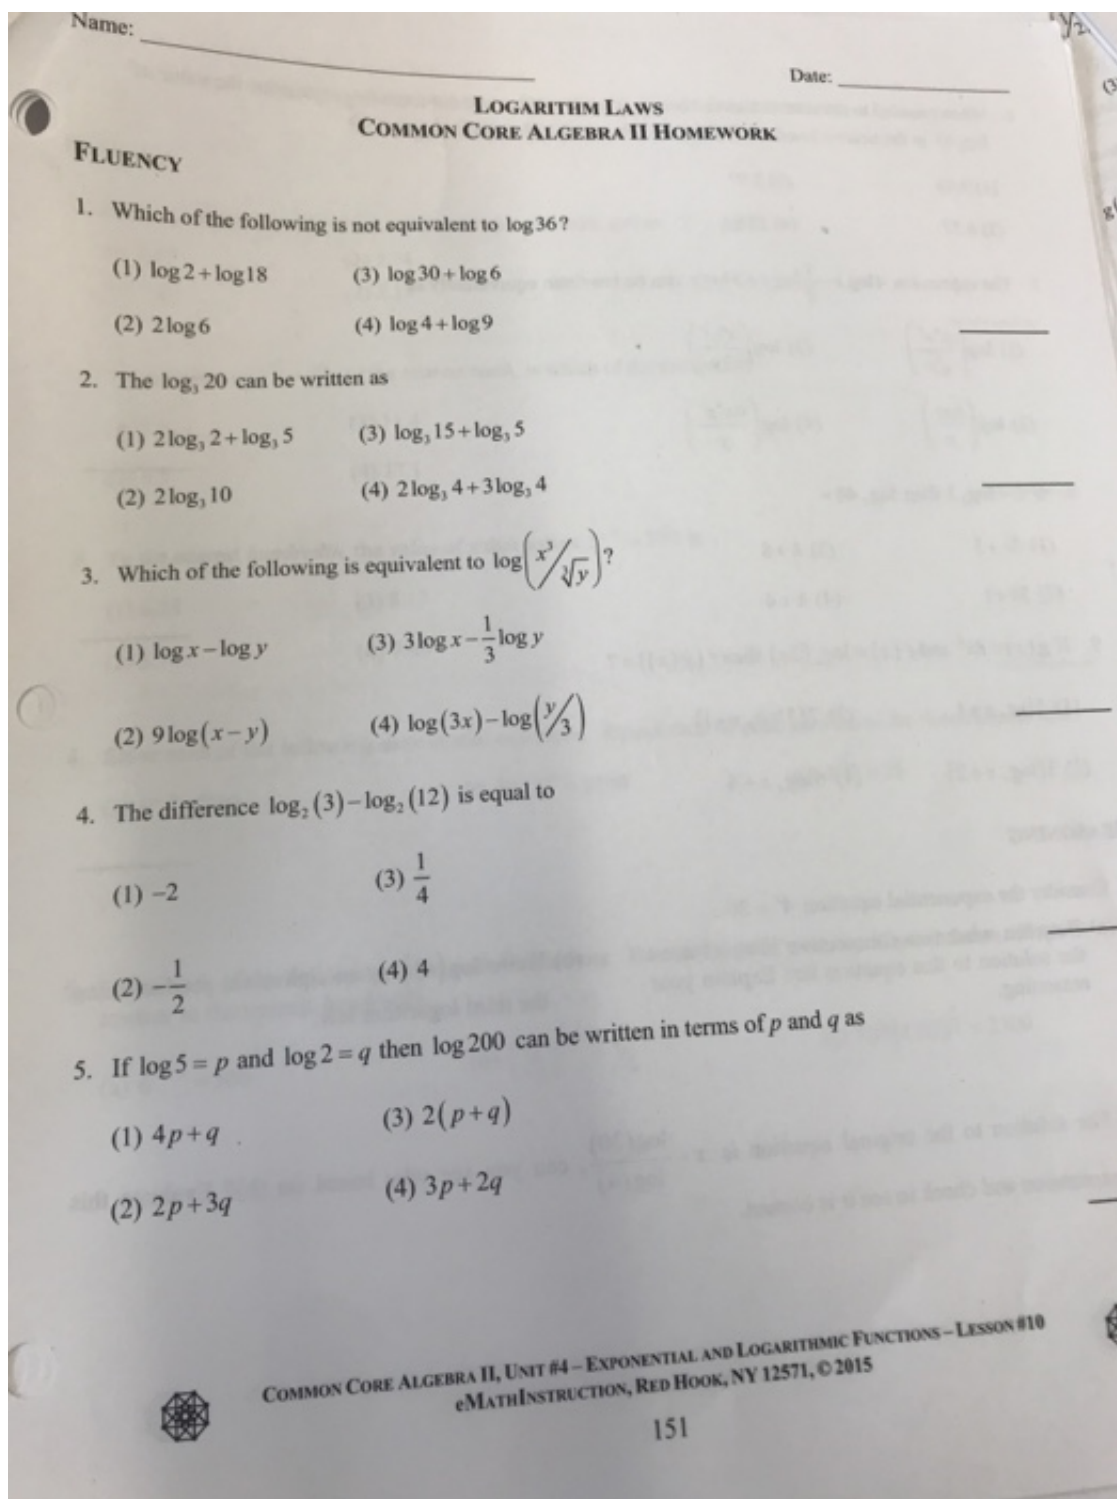 Name:
Date:
LOGARITHM LAWS
COMMON CORE ALGEBRA II HOMEWORK
FLUENCY
1. Which of the following is not equivalent to log 36?
(1) log 2 + log 18 (3) log 30 + log 6
(2) 2 log 6 (4) log 4 + log 9
2. The log₃ 20 can be written as
(1) 2 log₃ 2 + log₃ 5 (3) log₃ 15 + log₃ 5
(2) 2 log₃ 10 (4) 2 log₃ 4 + 3 log₃ 4
3. Which of the following is equivalent to log(x³/∛y)?
(1) log x − log y (3) 3 log x − 1/3 log y
(2) 9 log(x − y) (4) log(3x) − log(y/3)
4. The difference log₂(3) − log₂(12) is equal to
(1) −2 (3) 1/4
(2) −1/2 (4) 4
5. If log 5 = p and log 2 = q then log 200 can be written in terms of p and q as
(1) 4p + q (3) 2(p + q)
(2) 2p + 3q (4) 3p + 2q
COMMON CORE ALGEBRA II, UNIT #4 – EXPONENTIAL AND LOGARITHMIC FUNCTIONS – LESSON #10
eMATHINSTRUCTION, RED HOOK, NY 12571, © 2015
151